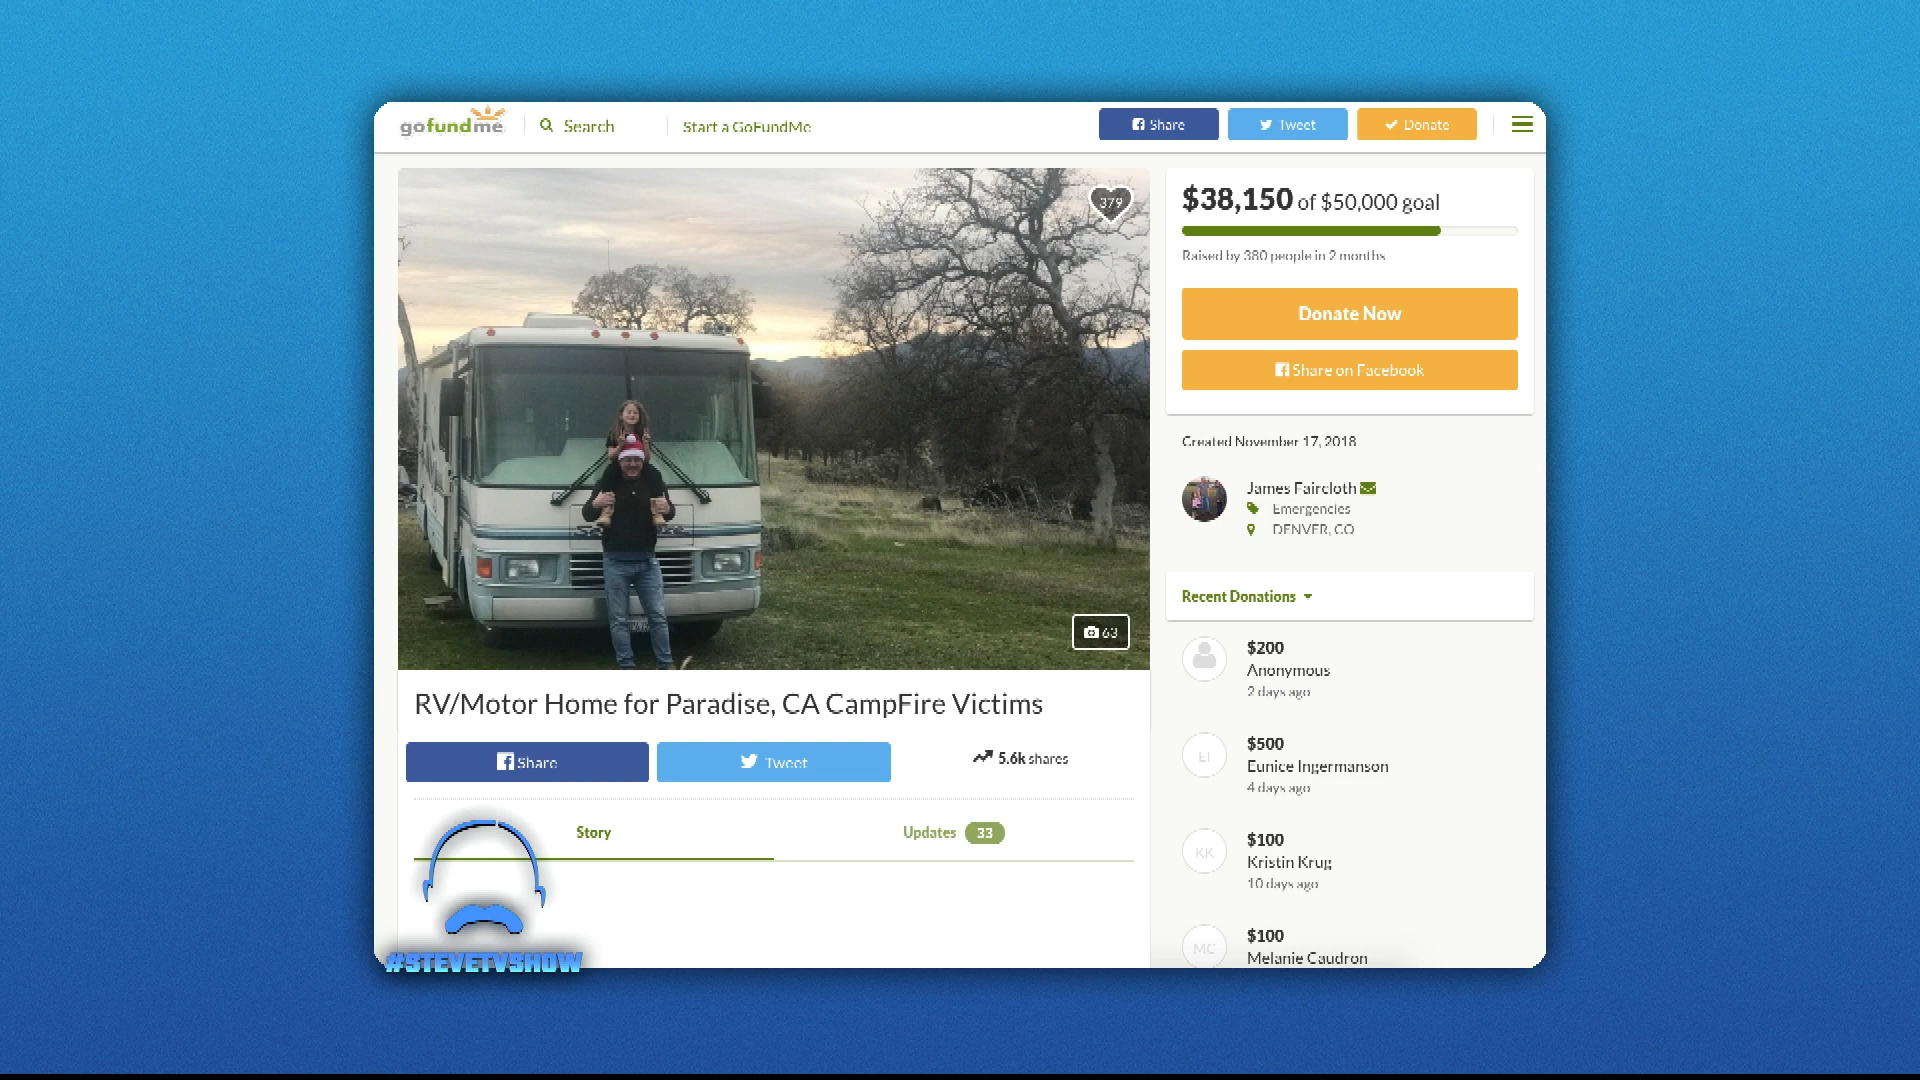 gofundme
Search
Start a GoFundMe
Share
Tweet
Donate
379
63
RV/Motor Home for Paradise, CA CampFire Victims
Share
Tweet
5.6k shares
Story
Updates 33
#STEVETVSHOW
$38,150 of $50,000 goal
Raised by 380 people in 2 months
Donate Now
Share on Facebook
Created November 17, 2018
James Faircloth
Emergencies
DENVER, CO
Recent Donations
$200
Anonymous
2 days ago
EI
$500
Eunice Ingermanson
4 days ago
KK
$100
Kristin Krug
10 days ago
MC
$100
Melanie Caudron